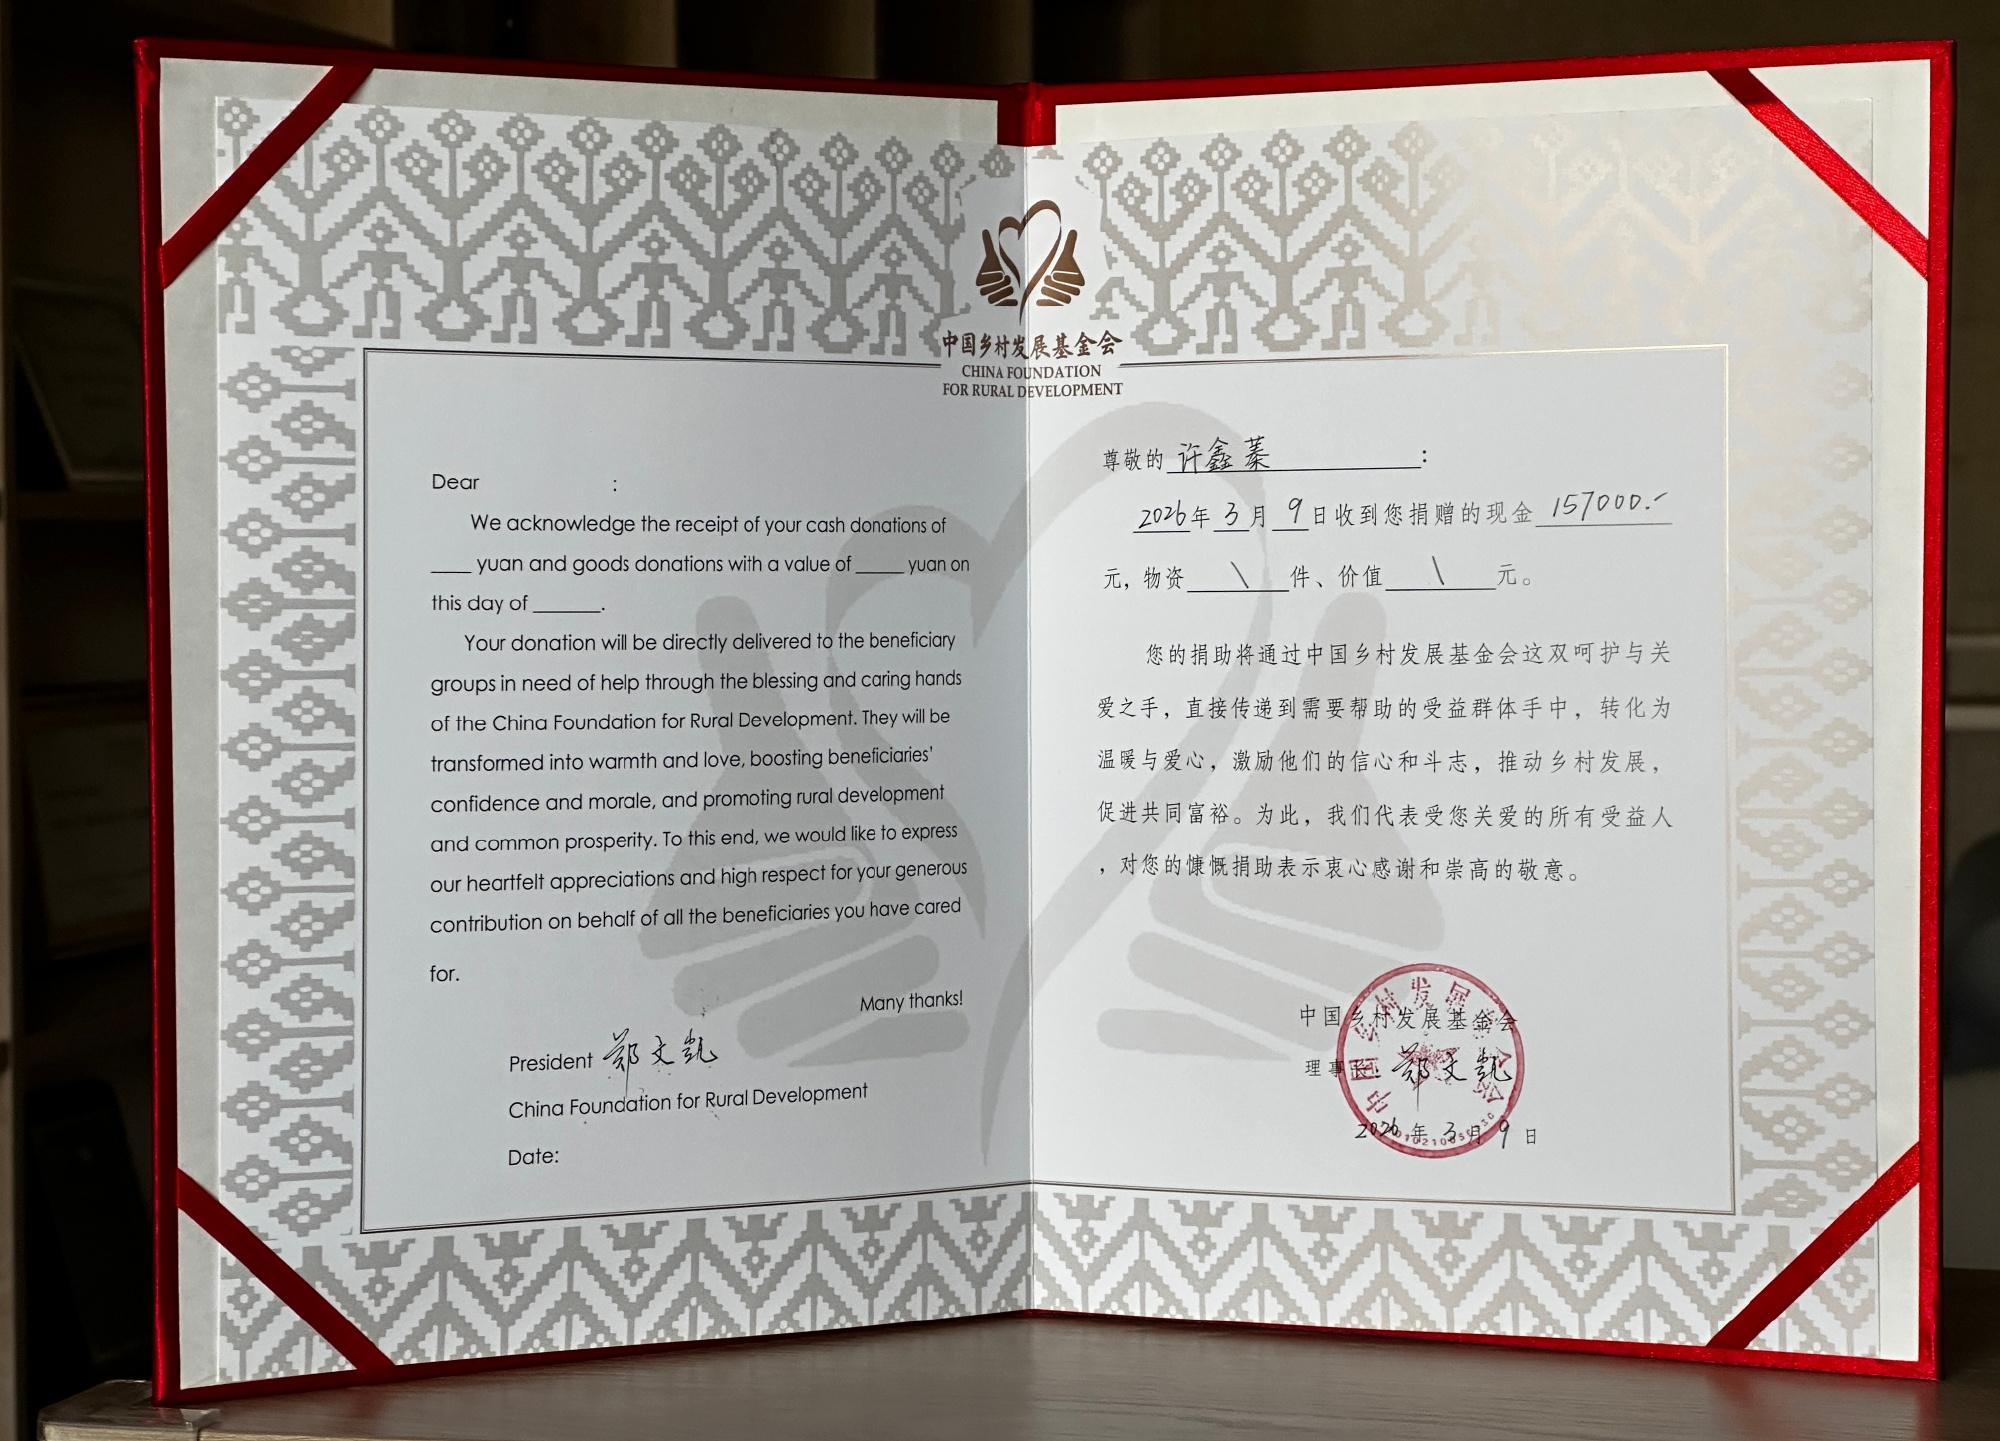 中国乡村发展基金会
CHINA FOUNDATION
FOR RURAL DEVELOPMENT
Dear :
We acknowledge the receipt of your cash donations of
____ yuan and goods donations with a value of _____ yuan on
this day of _______.
Your donation will be directly delivered to the beneficiary
groups in need of help through the blessing and caring hands
of the China Foundation for Rural Development. They will be
transformed into warmth and love, boosting beneficiaries'
confidence and morale, and promoting rural development
and common prosperity. To this end, we would like to express
our heartfelt appreciations and high respect for your generous
contribution on behalf of all the beneficiaries you have cared
for.
Many thanks!
President 郑文凯
China Foundation for Rural Development
Date:
尊敬的 许鑫蓁 :
2026年3月9日收到您捐赠的现金 157000.-
元，物资 \ 件、价值 \ 元。
您的捐助将通过中国乡村发展基金会这双呵护与关
爱之手，直接传递到需要帮助的受益群体手中，转化为
温暖与爱心，激励他们的信心和斗志，推动乡村发展，
促进共同富裕。为此，我们代表受您关爱的所有受益人
，对您的慷慨捐助表示衷心感谢和崇高的敬意。
中国乡村发展基金会
理事长：郑文凯
2026年3月9日
中国乡村发展基金会